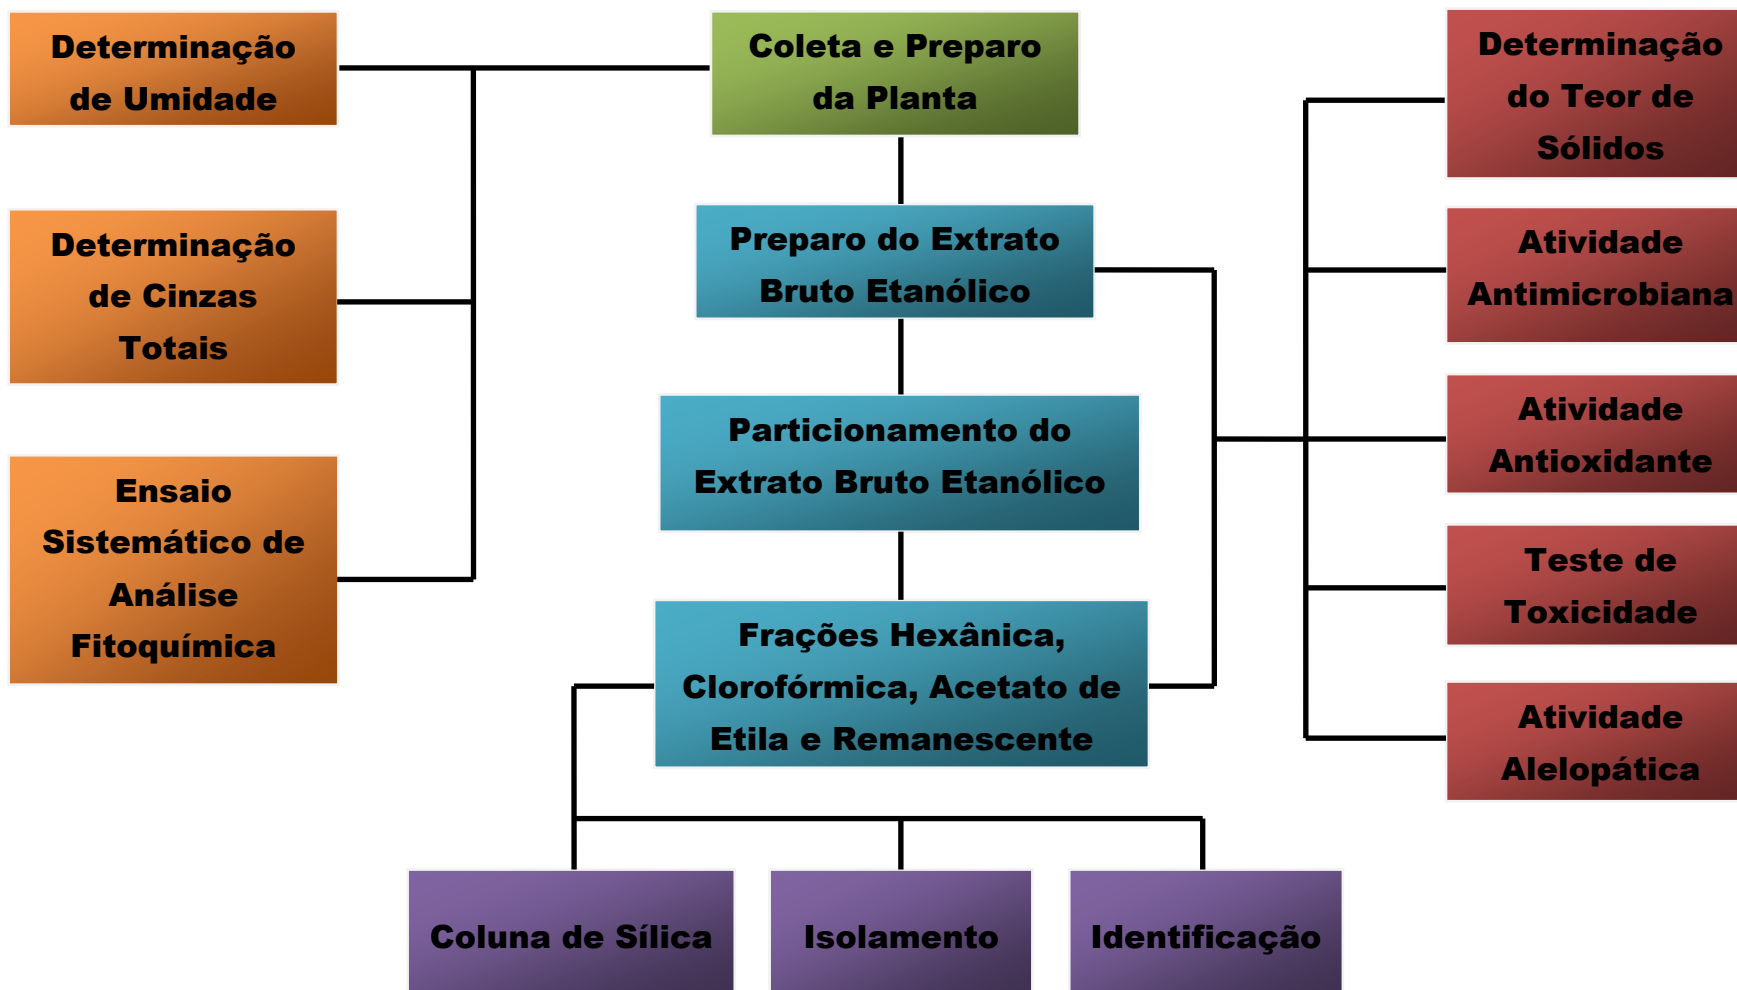 Determinação
de Umidade
Determinação
de Cinzas
Totais
Ensaio
Sistemático de
Análise
Fitoquímica
Coleta e Preparo
da Planta
Preparo do Extrato
Bruto Etanólico
Particionamento do
Extrato Bruto Etanólico
Frações Hexânica,
Clorofórmica, Acetato de
Etila e Remanescente
Determinação
do Teor de
Sólidos
Atividade
Antimicrobiana
Atividade
Antioxidante
Teste de
Toxicidade
Atividade
Alelopática
Coluna de Sílica
Isolamento
Identificação